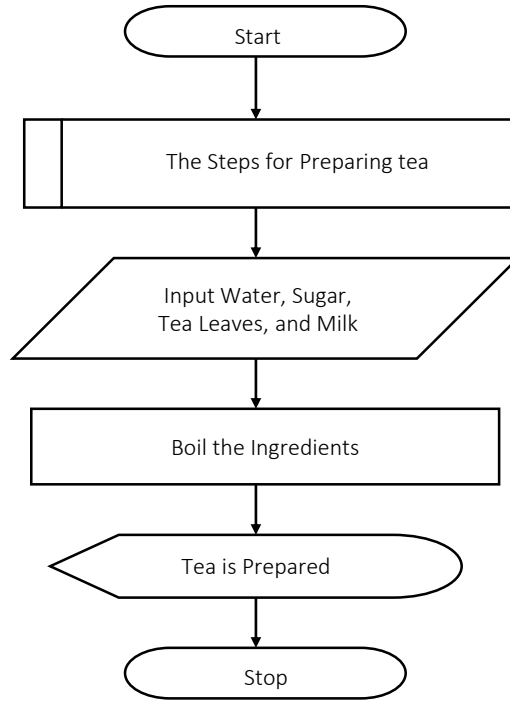 Start
The Steps for Preparing tea
Input Water, Sugar,
Tea Leaves, and Milk
Boil the Ingredients
Tea is Prepared
Stop